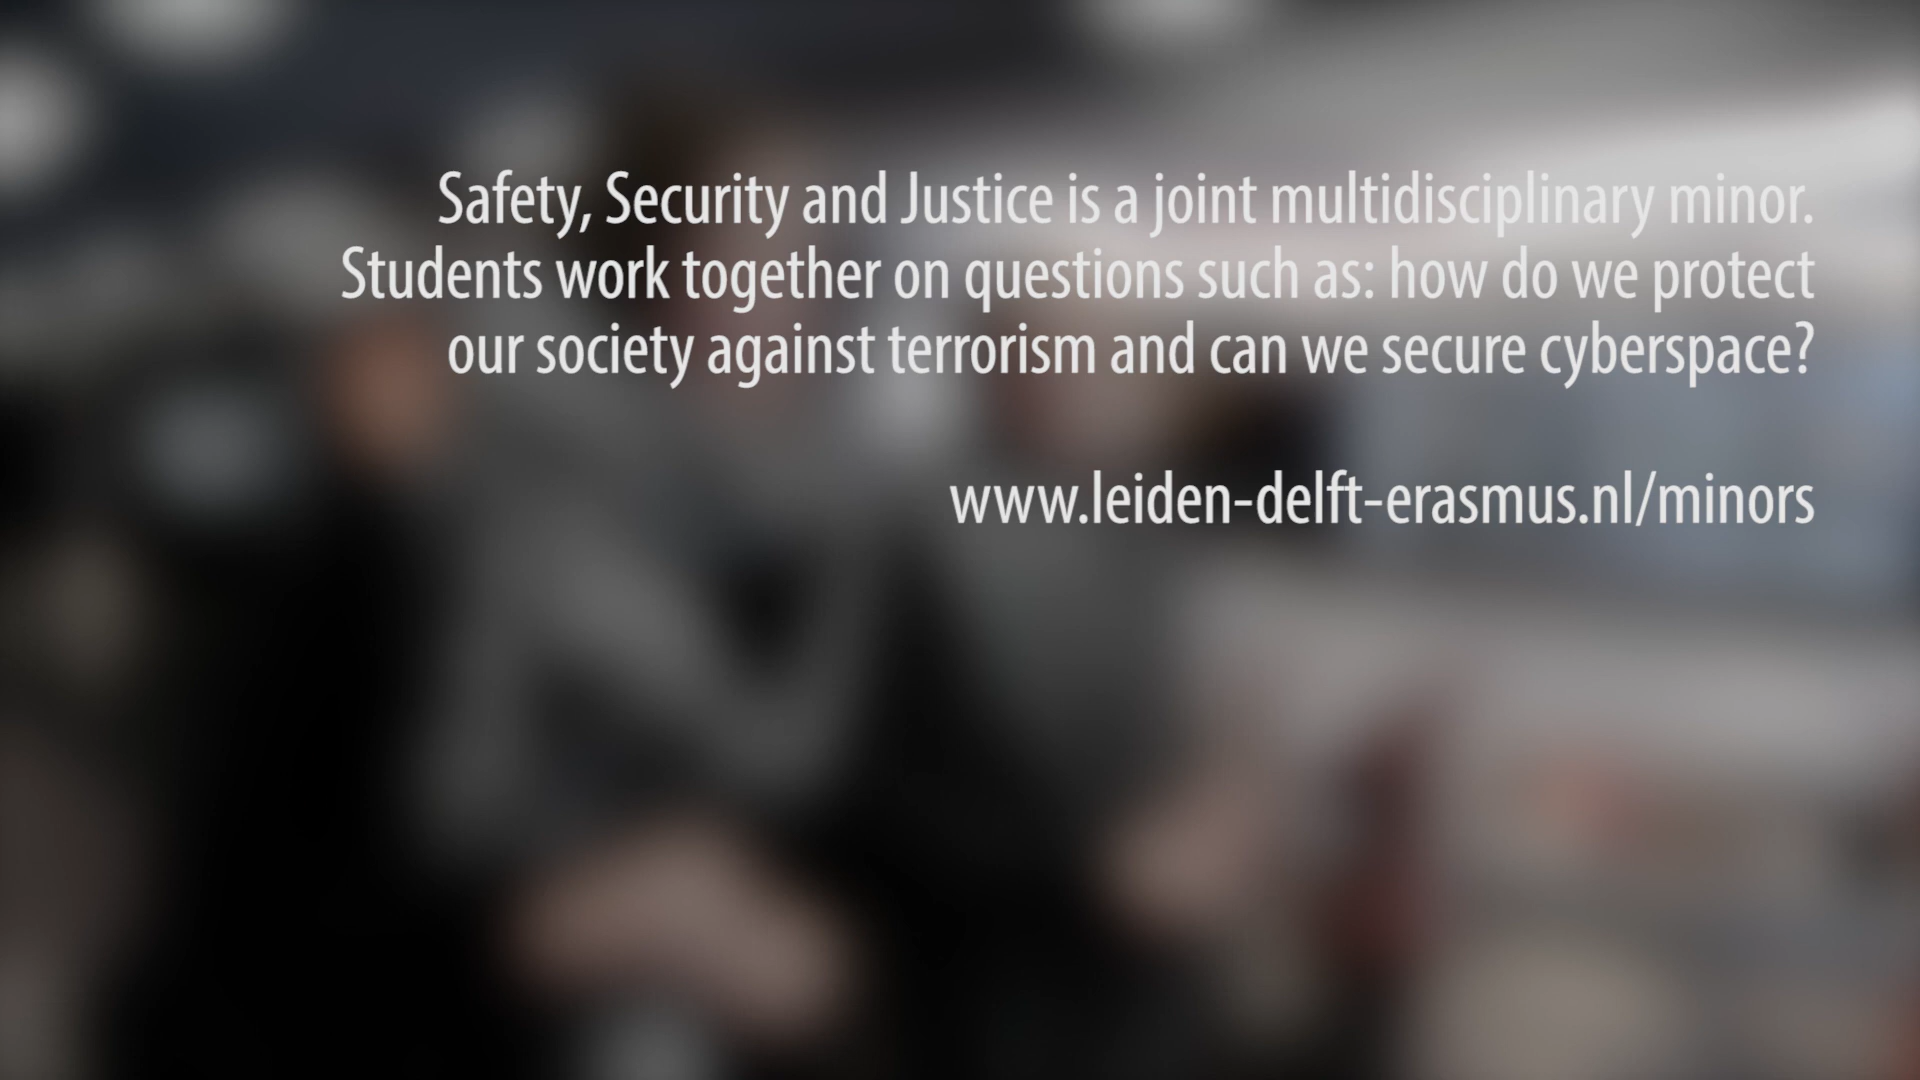 Safety, Security and Justice is a joint multidisciplinary minor.
Students work together on questions such as: how do we protect
our society against terrorism and can we secure cyberspace?
www.leiden-delft-erasmus.nl/minors